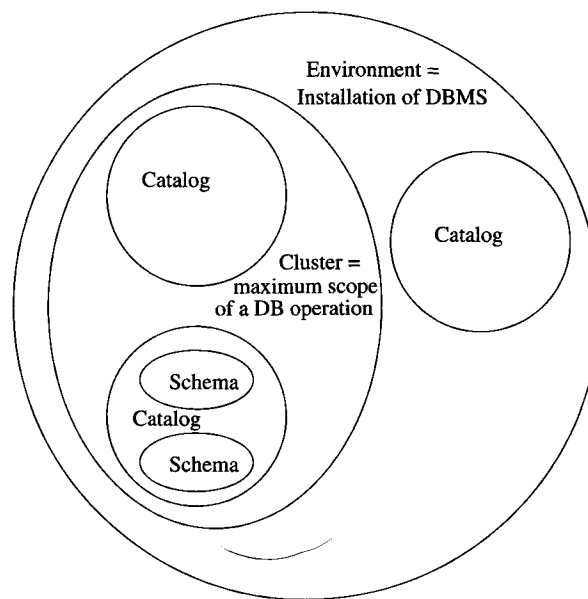 Environment =
Installation of DBMS
Catalog
Catalog
Cluster =
maximum scope
of a DB operation
Schema
Catalog
Schema